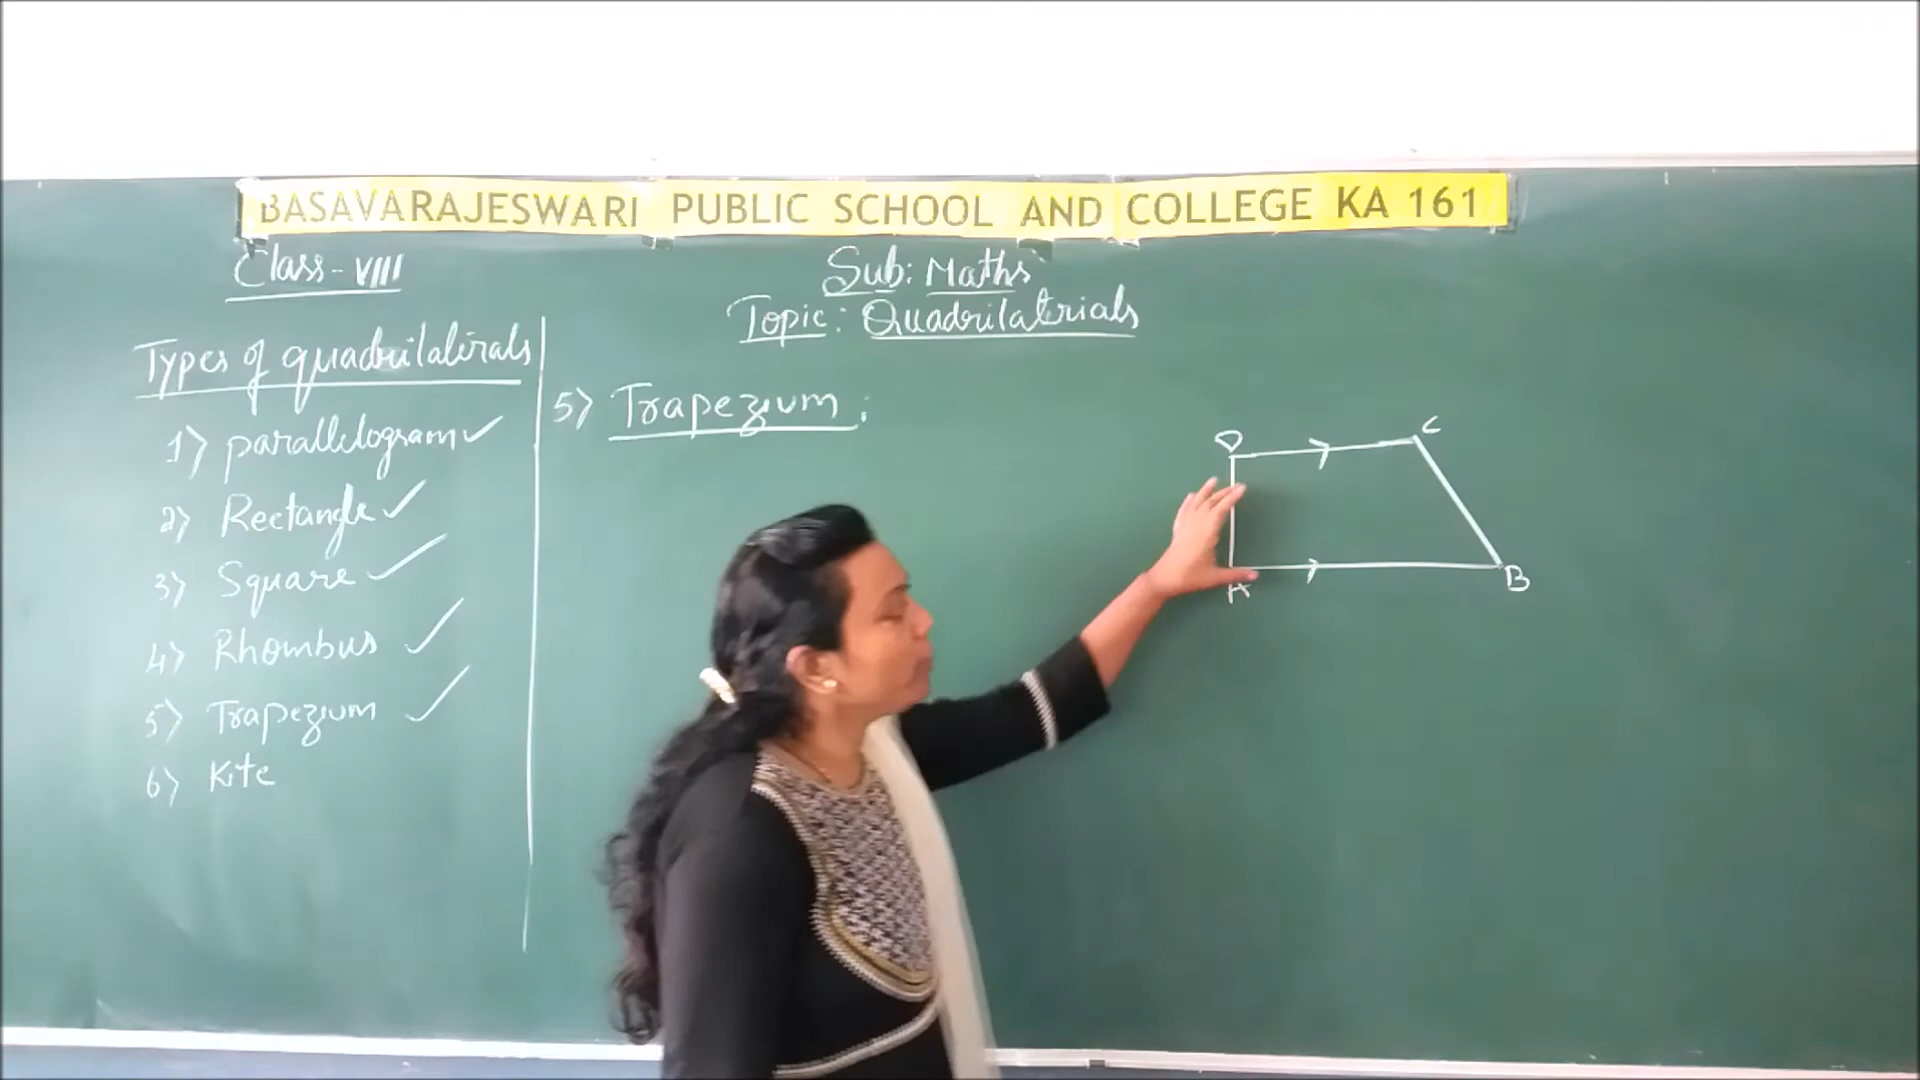 BASAVARAJESWARI PUBLIC SCHOOL AND COLLEGE KA 161
Class - VIII
Sub: Maths
Topic: Quadrilatrials
Types of quadrilaterals
1) parallelogram ✓
2) Rectangle ✓
3) Square ✓
4) Rhombus ✓
5) Trapezium ✓
6) Kite
5) Trapezium :
D C
A B